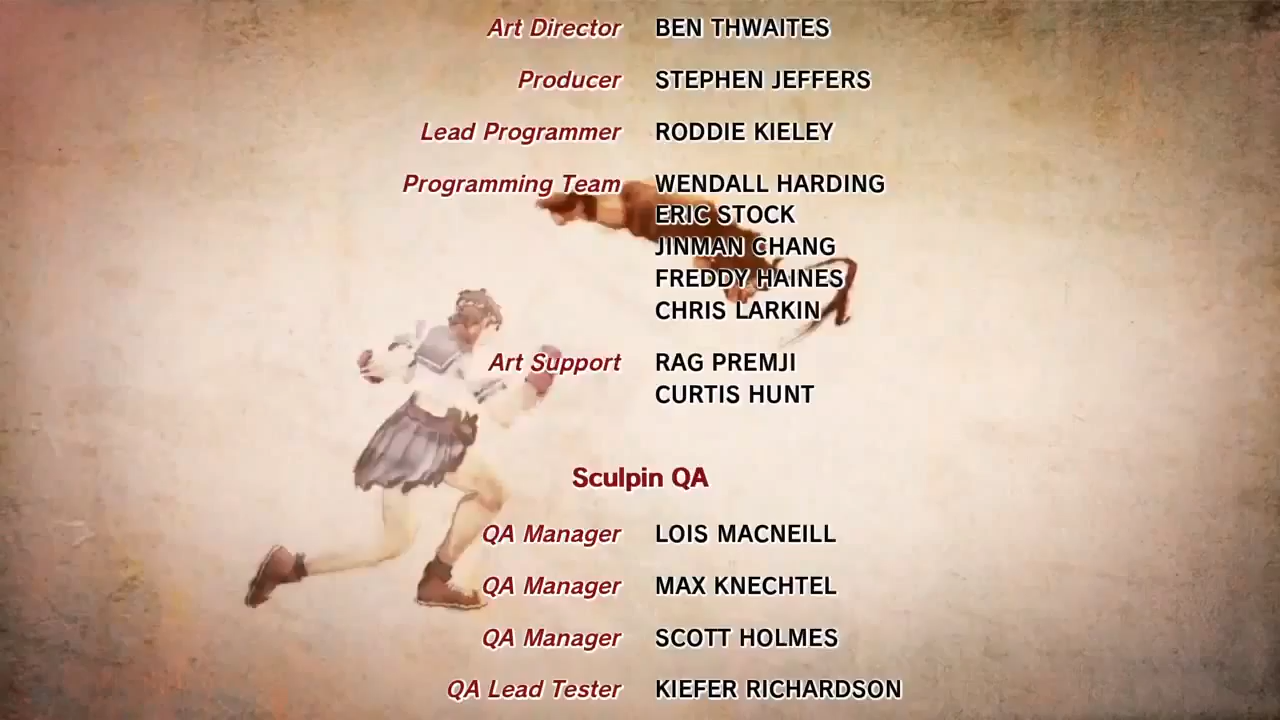 Art Director BEN THWAITES
Producer STEPHEN JEFFERS
Lead Programmer RODDIE KIELEY
Programming Team WENDALL HARDING
ERIC STOCK
JINMAN CHANG
FREDDY HAINES
CHRIS LARKIN
Art Support RAG PREMJI
CURTIS HUNT
Sculpin QA
QA Manager LOIS MACNEILL
QA Manager MAX KNECHTEL
QA Manager SCOTT HOLMES
QA Lead Tester KIEFER RICHARDSON